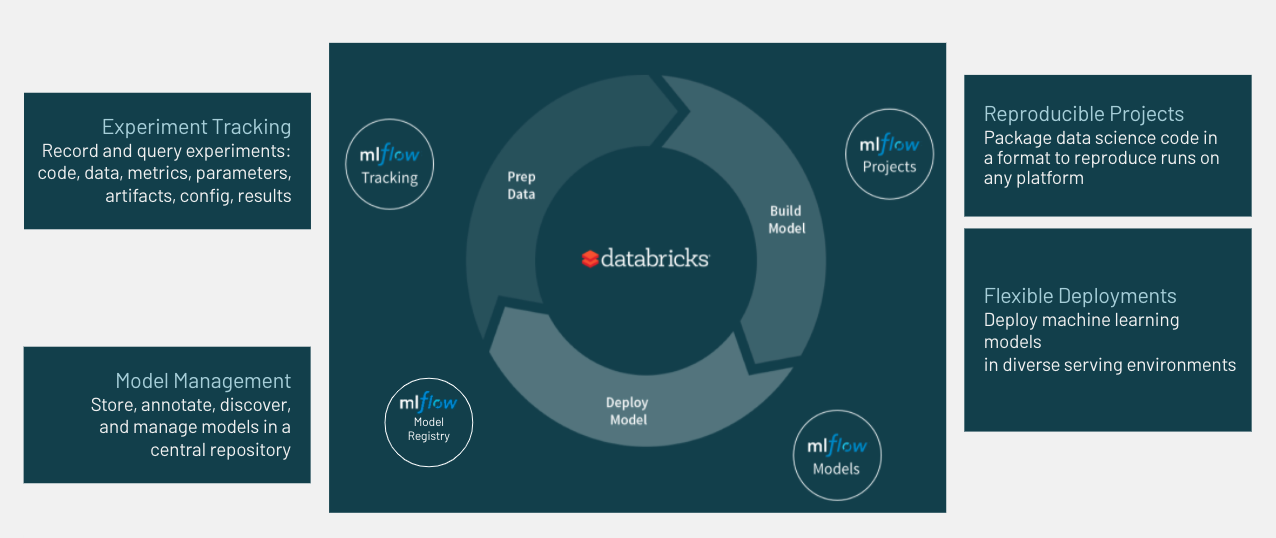 Experiment Tracking
Record and query experiments:
code, data, metrics, parameters,
artifacts, config, results
Model Management
Store, annotate, discover,
and manage models in a
central repository
mlflow
Tracking
mlflow
Projects
Prep
Data
Build
Model
databricks
Deploy
Model
mlflow
Model
Registry
mlflow
Models
Reproducible Projects
Package data science code in
a format to reproduce runs on
any platform
Flexible Deployments
Deploy machine learning
models
in diverse serving environments